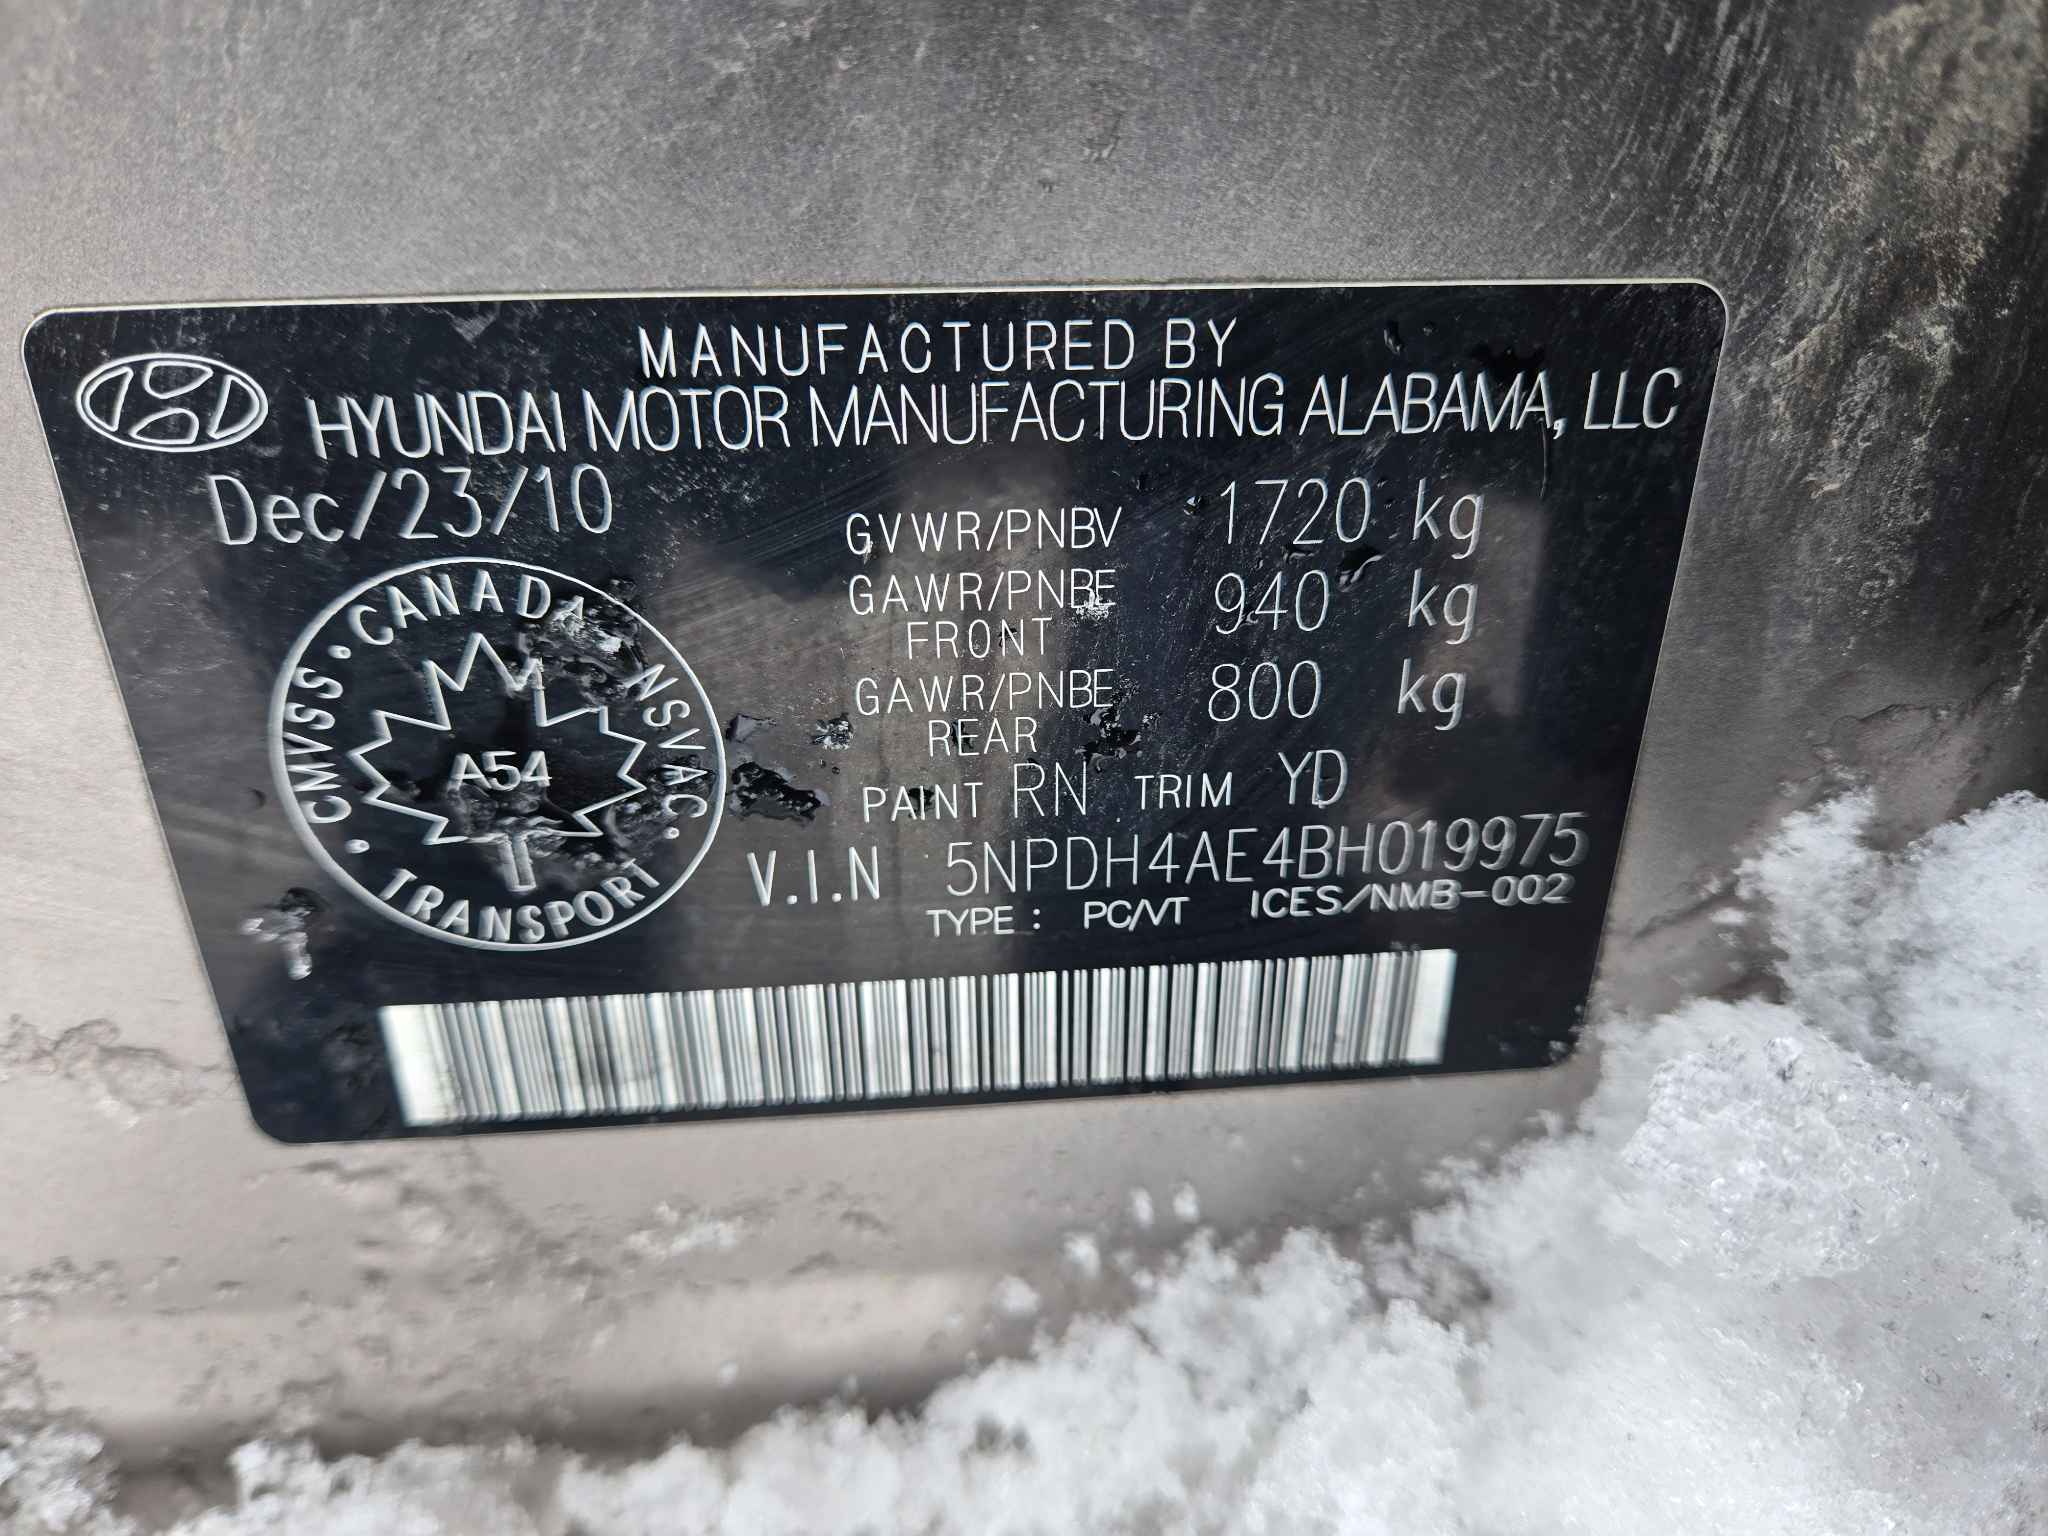 MANUFACTURED BY
HYUNDAI MOTOR MANUFACTURING ALABAMA, LLC
Dec/23/10
GVWR/PNBV 1720 kg
GAWR/PNBE 940 kg
FRONT
GAWR/PNBE 800 kg
REAR
PAINT RN TRIM YD
V.I.N 5NPDH4AE4BH019975
TYPE : PC/VT ICES/NMB-002
CMVSS · CANADA NSVAC ·
A54
TRANSPORT